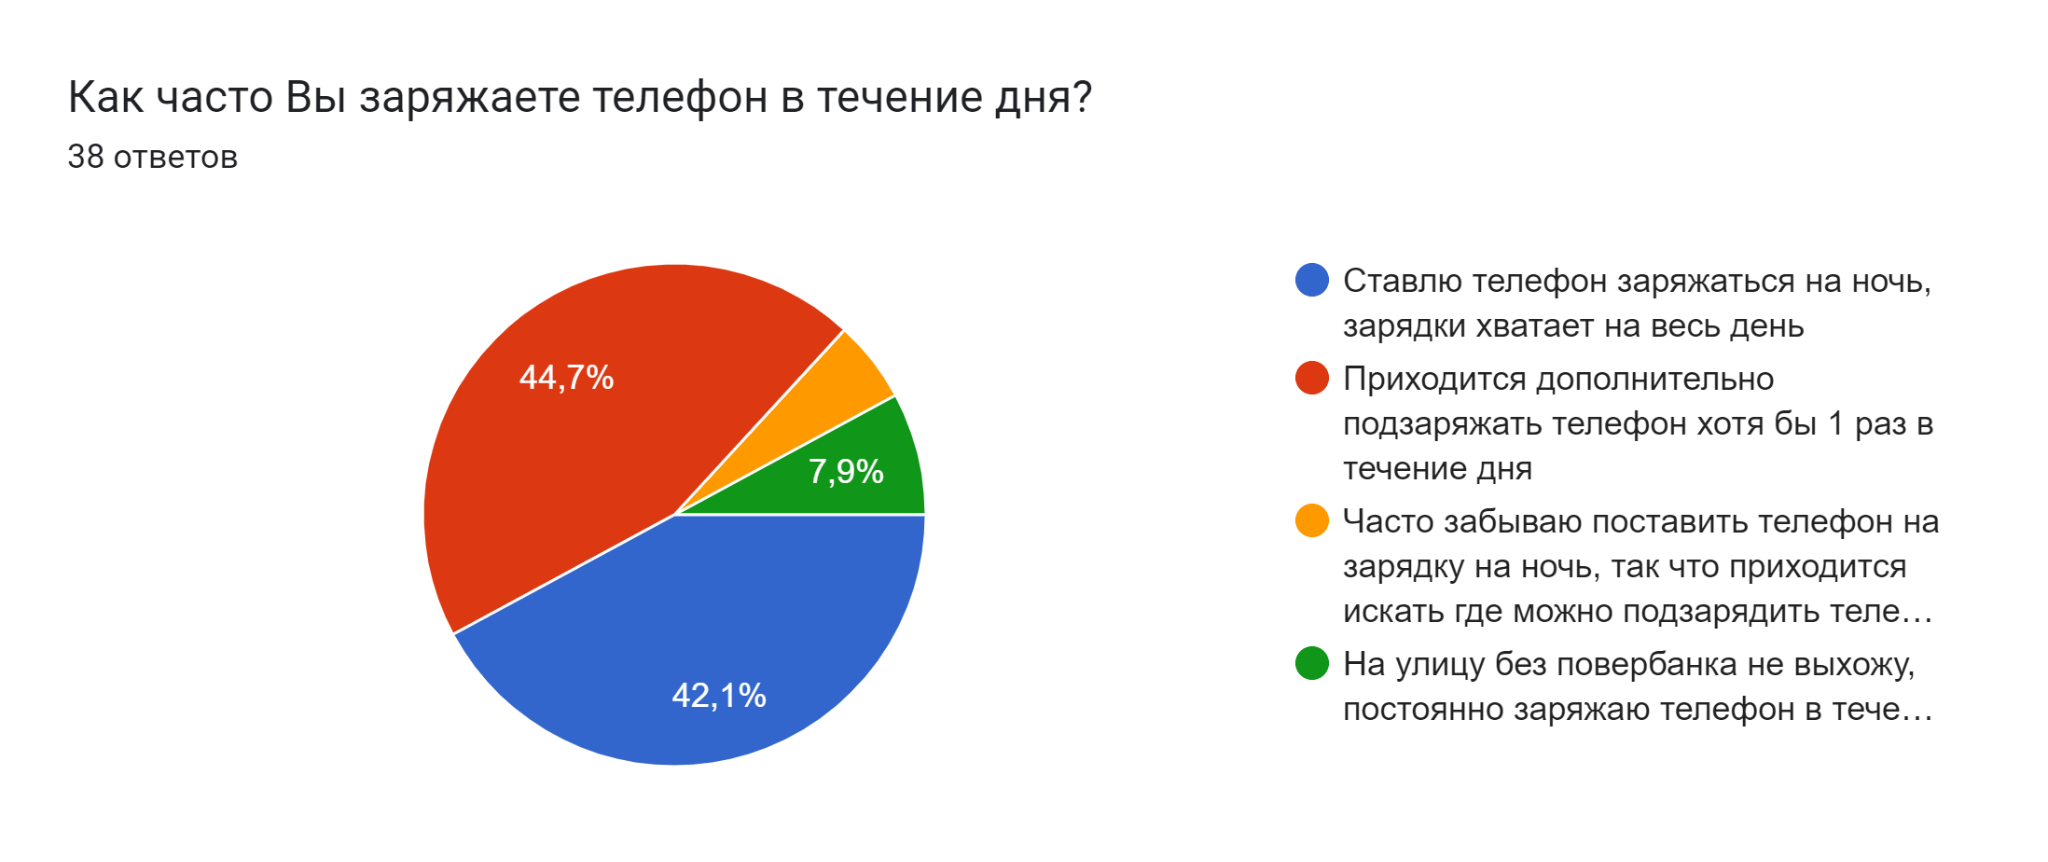 Как часто Вы заряжаете телефон в течение дня?
38 ответов
44,7%
7,9%
42,1%
Ставлю телефон заряжаться на ночь,
зарядки хватает на весь день
Приходится дополнительно
подзаряжать телефон хотя бы 1 раз в
течение дня
Часто забываю поставить телефон на
зарядку на ночь, так что приходится
искать где можно подзарядить теле…
На улицу без повербанка не выхожу,
постоянно заряжаю телефон в тече…